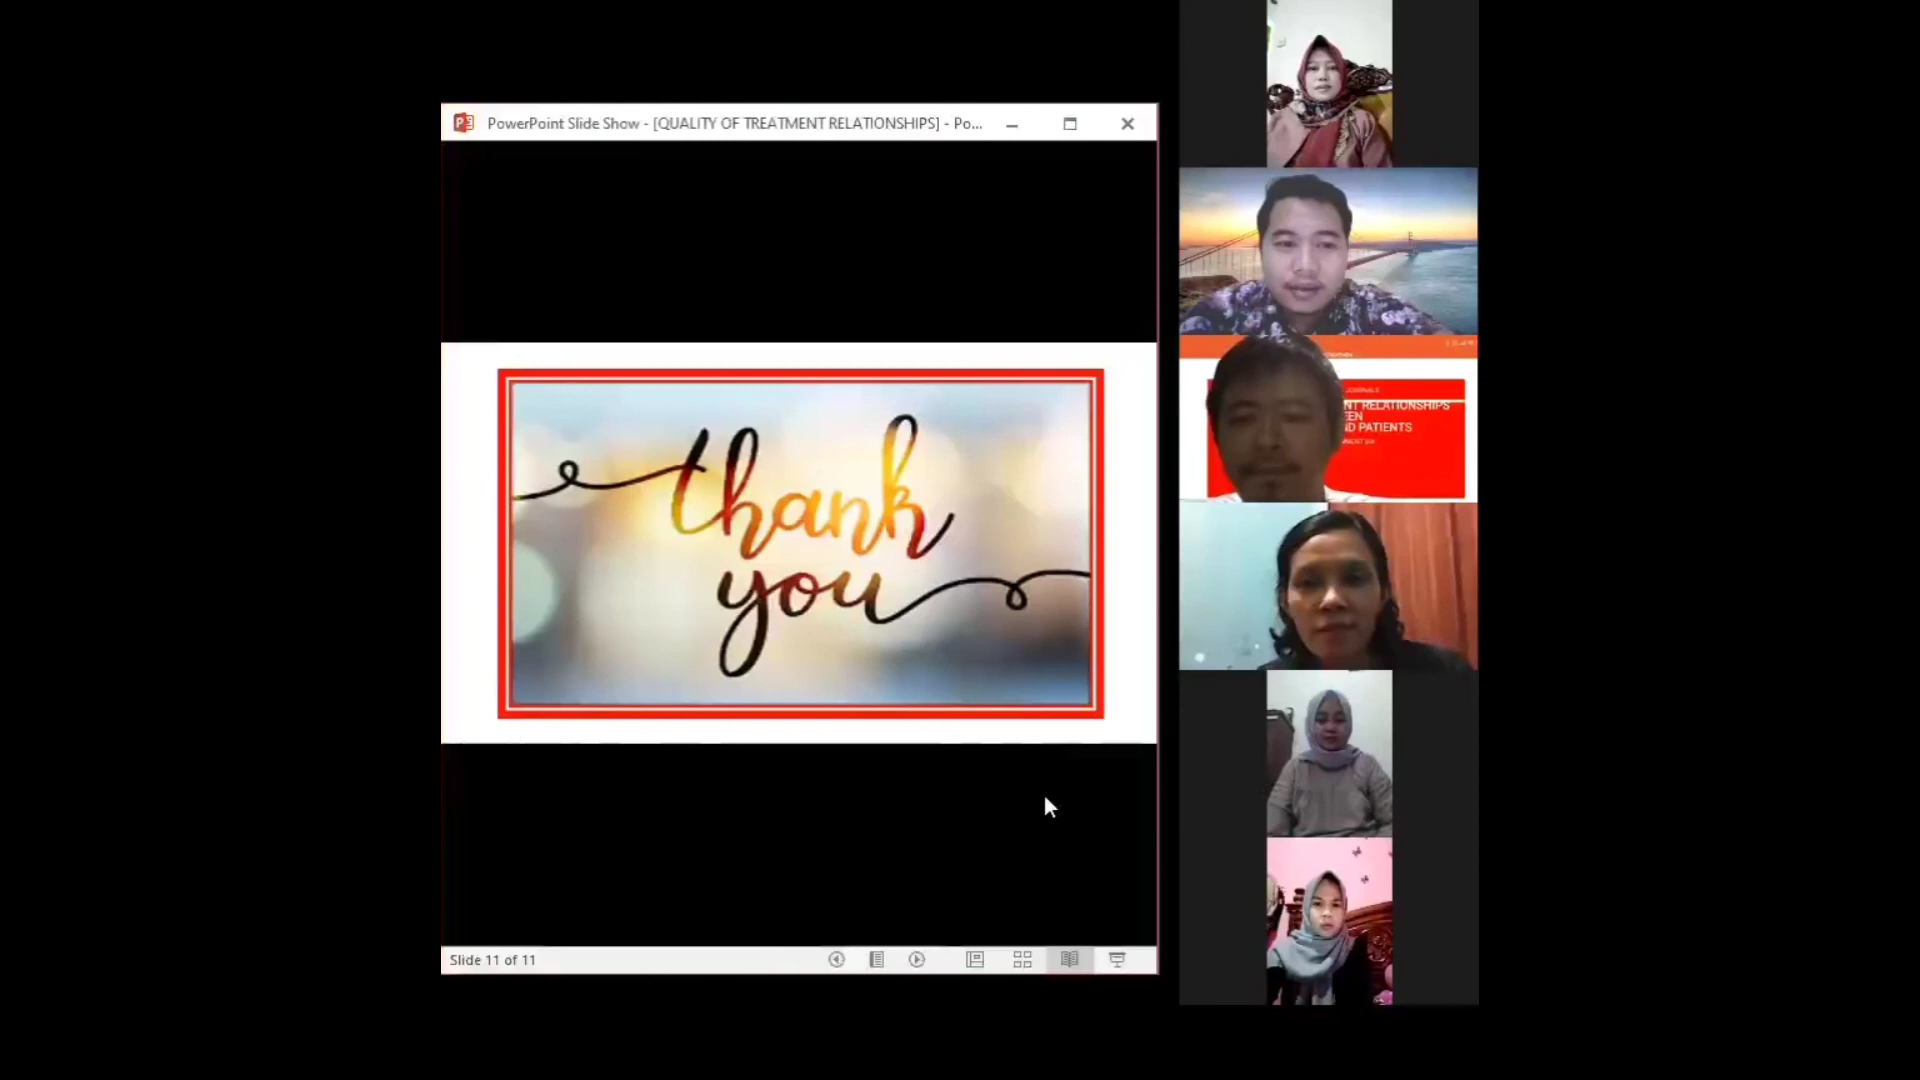 PowerPoint Slide Show - [QUALITY OF TREATMENT RELATIONSHIPS] - Po...
thank
you
Slide 11 of 11
JOURNALS
NT RELATIONSHIPS
EEN
ND PATIENTS